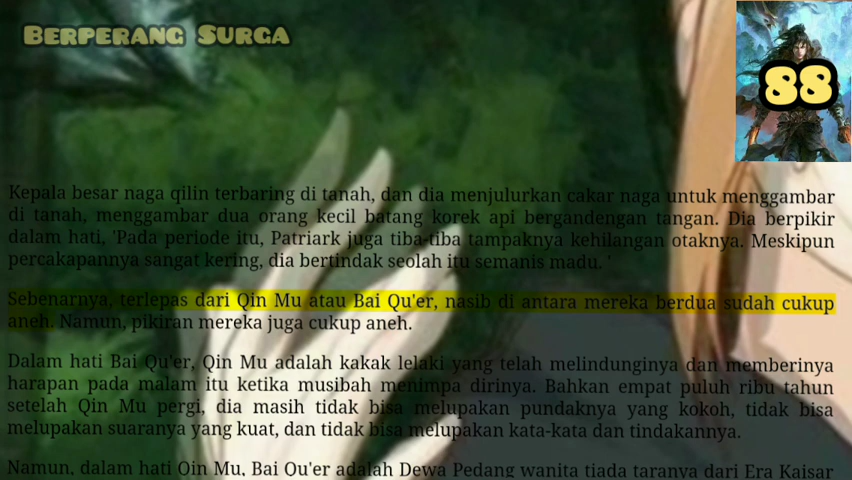 Berperang Surga
88
Kepala besar naga qilin terbaring di tanah, dan dia menjulurkan cakar naga untuk menggambar
di tanah, menggambar dua orang kecil batang korek api bergandengan tangan. Dia berpikir
dalam hati, 'Pada periode itu, Patriark juga tiba-tiba tampaknya kehilangan otaknya. Meskipun
percakapannya sangat kering, dia bertindak seolah itu semanis madu. '
Sebenarnya, terlepas dari Qin Mu atau Bai Qu'er, nasib di antara mereka berdua sudah cukup
aneh. Namun, pikiran mereka juga cukup aneh.
Dalam hati Bai Qu'er, Qin Mu adalah kakak lelaki yang telah melindunginya dan memberinya
harapan pada malam itu ketika musibah menimpa dirinya. Bahkan empat puluh ribu tahun
setelah Qin Mu pergi, dia masih tidak bisa melupakan pundaknya yang kokoh, tidak bisa
melupakan suaranya yang kuat, dan tidak bisa melupakan kata-kata dan tindakannya.
Namun, dalam hati Qin Mu, Bai Qu'er adalah Dewa Pedang wanita tiada taranya dari Era Kaisar